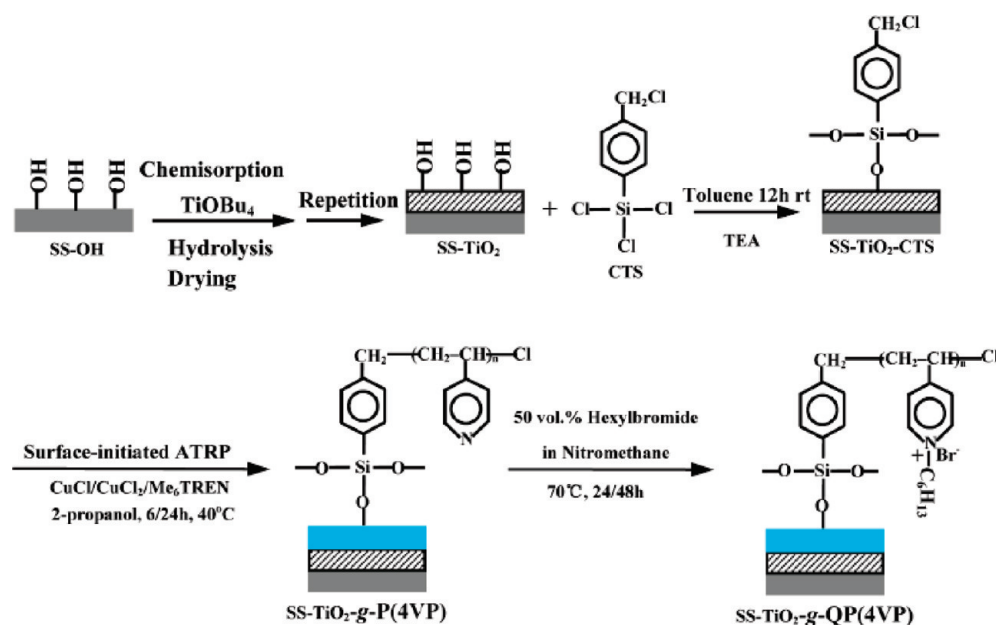 OH OH OH
Chemisorption
TiOBu₄
Hydrolysis
Drying
SS-OH
Repetition
OH OH OH
SS-TiO₂
+
CH₂Cl
Cl Si Cl
Cl
CTS
Toluene 12h rt
TEA
CH₂Cl
O Si O
O
SS-TiO₂-CTS
Surface-initiated ATRP
CuCl/CuCl₂/Me₆TREN
2-propanol, 6/24h, 40°C
CH₂ (CH₂-CH)n Cl
N
O Si O
O
SS-TiO₂-g-P(4VP)
50 vol.% Hexylbromide
in Nitromethane
70℃, 24/48h
CH₂ (CH₂-CH)n Cl
N
+ Br⁻
C₆H₁₃
O Si O
O
SS-TiO₂-g-QP(4VP)